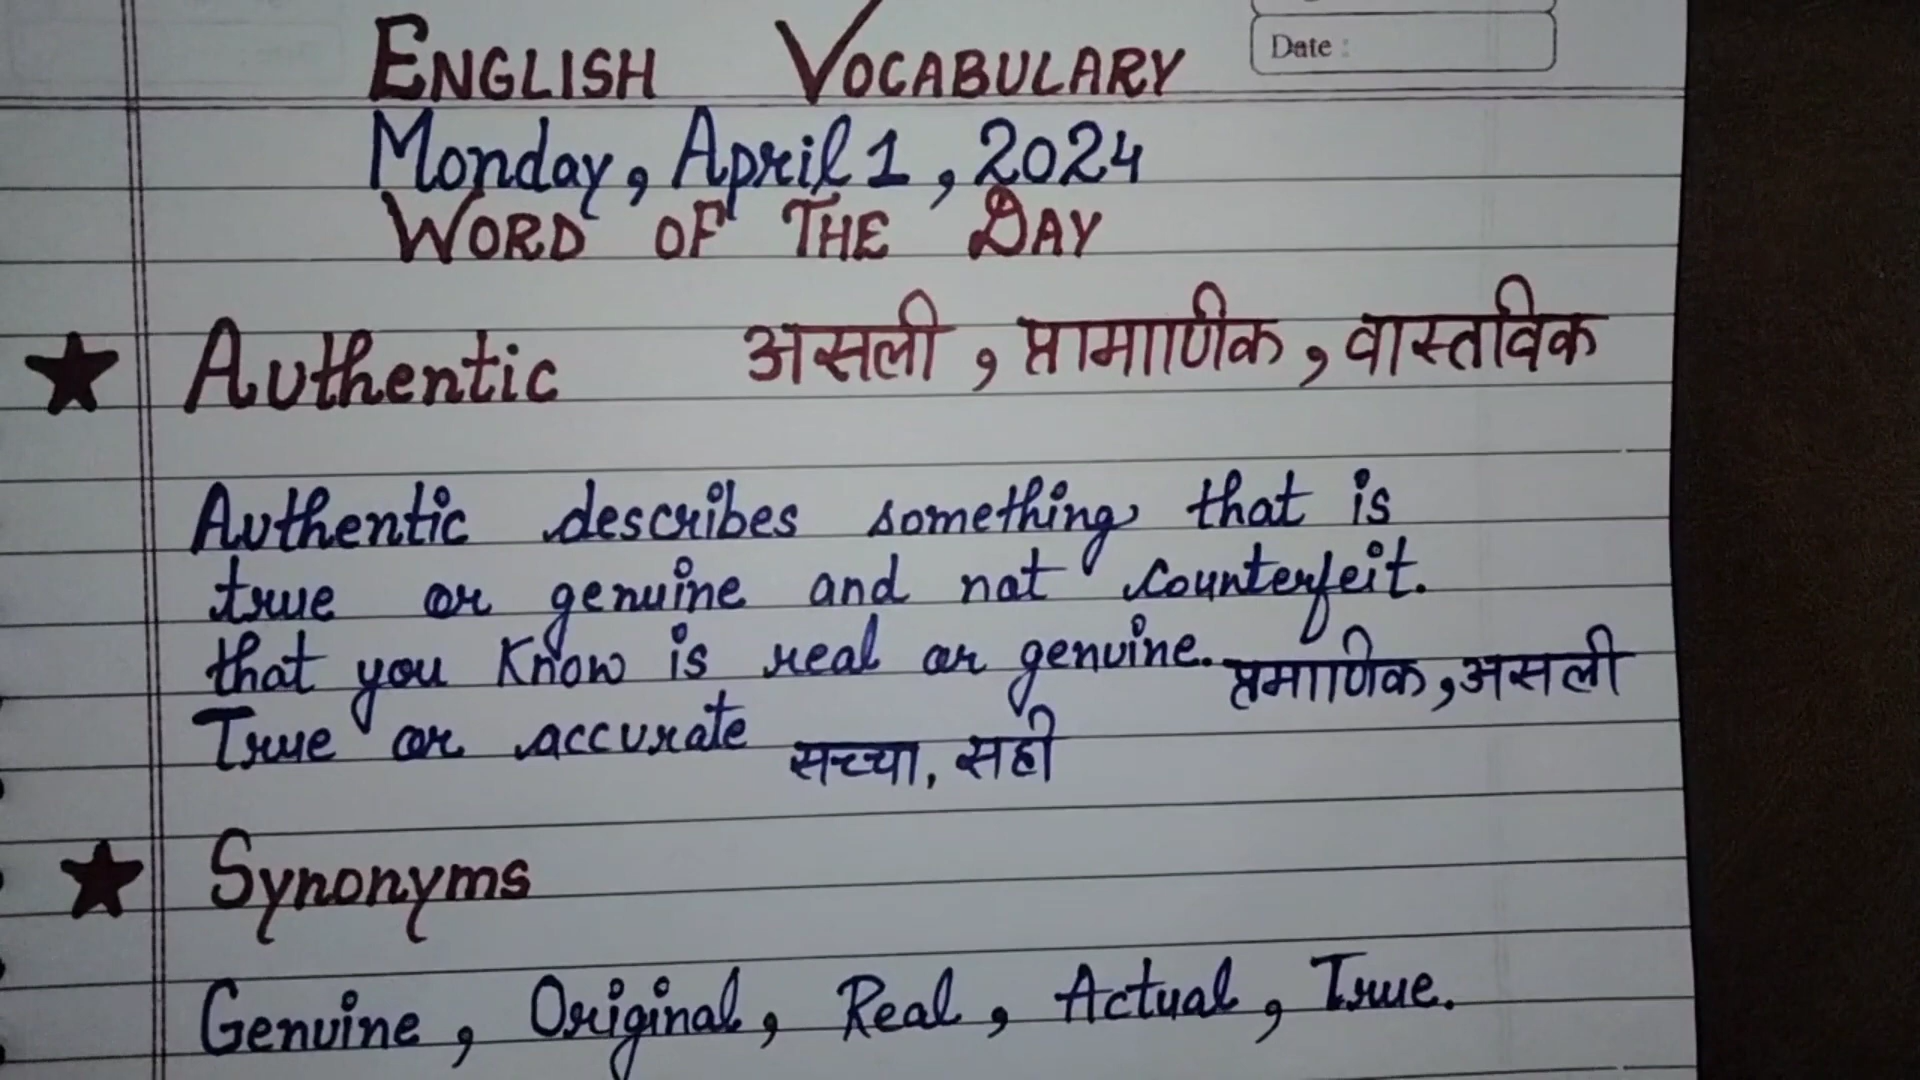 Date :
ENGLISH VOCABULARY
Monday, April 1, 2024
WORD OF THE DAY
★ Authentic असली, प्रामाणिक, वास्तविक
Authentic describes something that is
true or genuine and not counterfeit.
that you Know is real or genuine. प्रमाणिक, असली
True or accurate सच्चा, सही
★ Synonyms
Genuine, Original, Real, Actual, True.